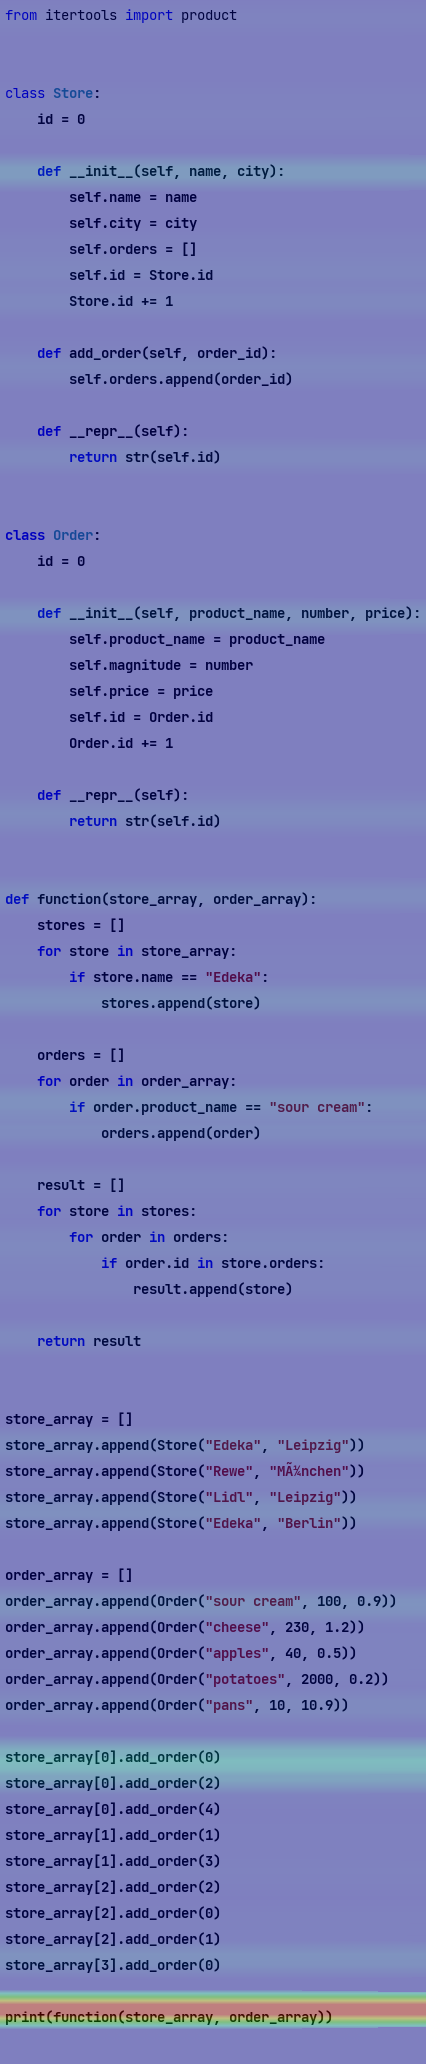 from itertools import product
class Store:
    id = 0
    def __init__(self, name, city):
        self.name = name
        self.city = city
        self.orders = []
        self.id = Store.id
        Store.id += 1
    def add_order(self, order_id):
        self.orders.append(order_id)
    def __repr__(self):
        return str(self.id)
class Order:
    id = 0
    def __init__(self, product_name, number, price):
        self.product_name = product_name
        self.magnitude = number
        self.price = price
        self.id = Order.id
        Order.id += 1
    def __repr__(self):
        return str(self.id)
def function(store_array, order_array):
    stores = []
    for store in store_array:
        if store.name == "Edeka":
            stores.append(store)
    orders = []
    for order in order_array:
        if order.product_name == "sour cream":
            orders.append(order)
    result = []
    for store in stores:
        for order in orders:
            if order.id in store.orders:
                result.append(store)
    return result
store_array = []
store_array.append(Store("Edeka", "Leipzig"))
store_array.append(Store("Rewe", "MÃ¼nchen"))
store_array.append(Store("Lidl", "Leipzig"))
store_array.append(Store("Edeka", "Berlin"))
order_array = []
order_array.append(Order("sour cream", 100, 0.9))
order_array.append(Order("cheese", 230, 1.2))
order_array.append(Order("apples", 40, 0.5))
order_array.append(Order("potatoes", 2000, 0.2))
order_array.append(Order("pans", 10, 10.9))
store_array[0].add_order(0)
store_array[0].add_order(2)
store_array[0].add_order(4)
store_array[1].add_order(1)
store_array[1].add_order(3)
store_array[2].add_order(2)
store_array[2].add_order(0)
store_array[2].add_order(1)
store_array[3].add_order(0)
print(function(store_array, order_array))